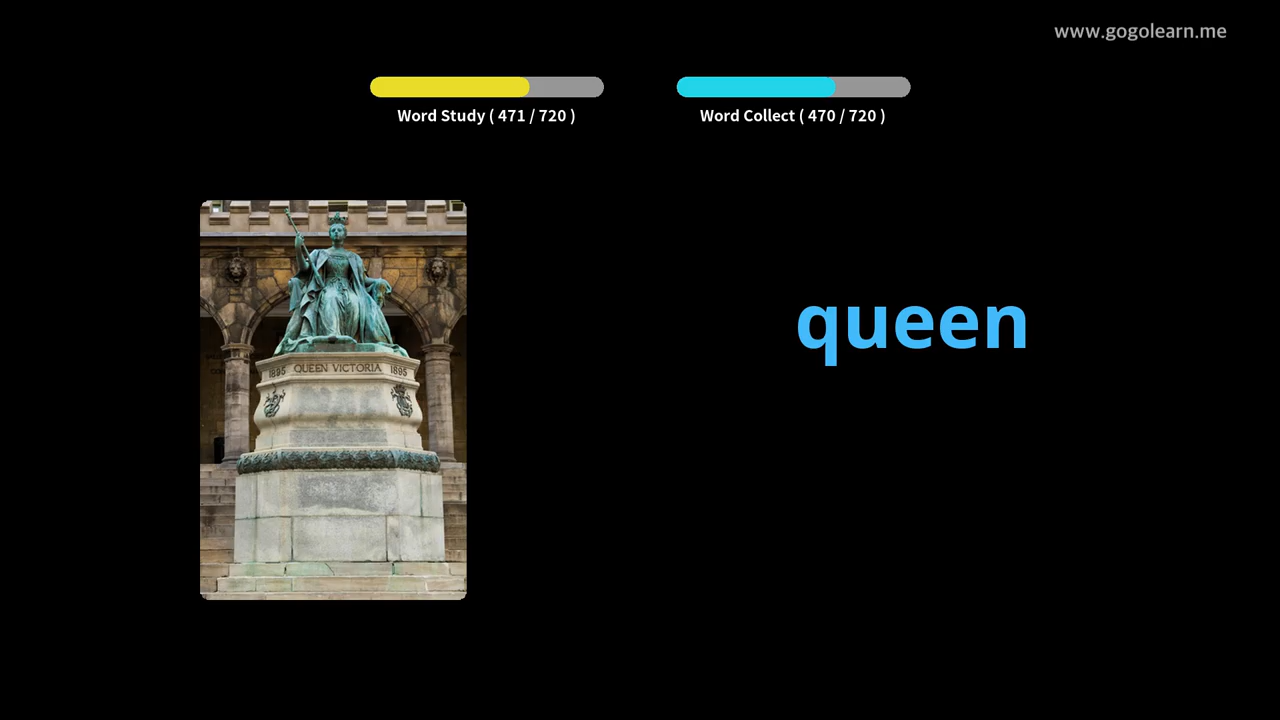 www.gogolearn.me
Word Study ( 471 / 720 )
Word Collect ( 470 / 720 )
1895 QUEEN VICTORIA 1895
queen